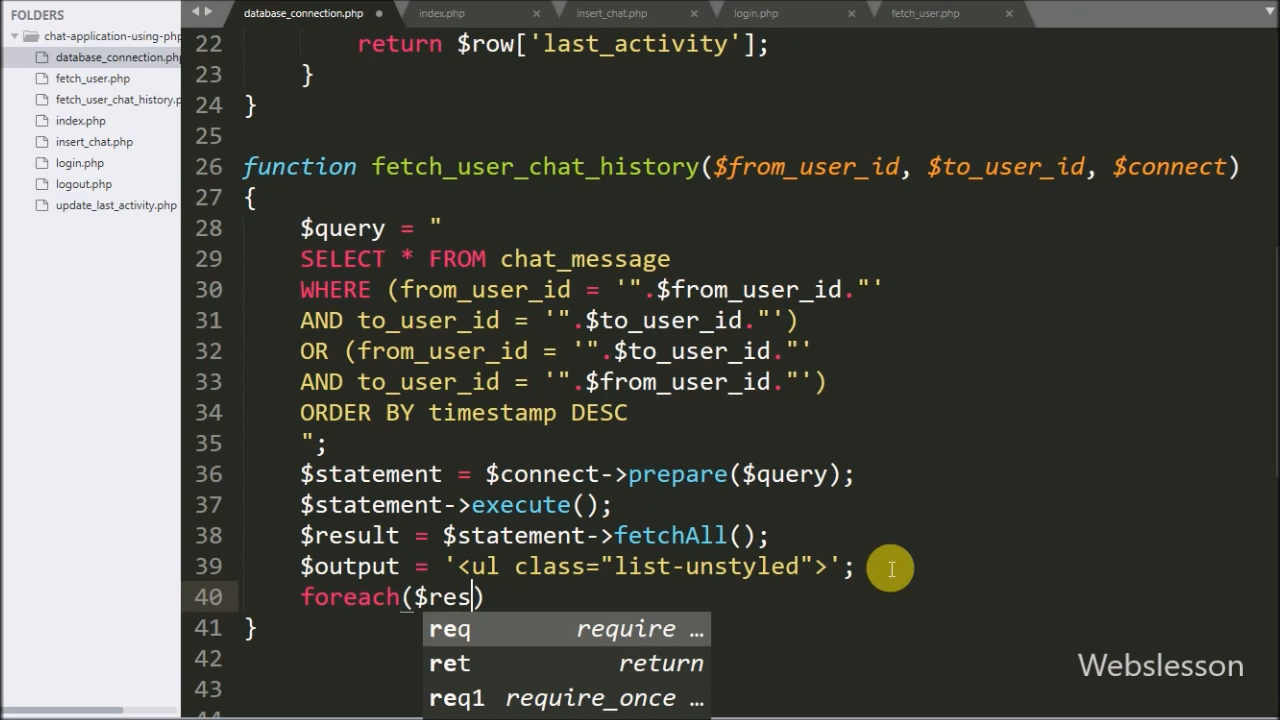 FOLDERS
chat-application-using-php
database_connection.php
fetch_user.php
fetch_user_chat_history.p
index.php
insert_chat.php
login.php
logout.php
update_last_activity.php
database_connection.php index.php insert_chat.php login.php fetch_user.php
22 return $row['last_activity'];
23 }
24 }
25
26 function fetch_user_chat_history($from_user_id, $to_user_id, $connect)
27 {
28 $query = "
29 SELECT * FROM chat_message
30 WHERE (from_user_id = '".$from_user_id."'
31 AND to_user_id = '".$to_user_id."')
32 OR (from_user_id = '".$to_user_id."'
33 AND to_user_id = '".$from_user_id."')
34 ORDER BY timestamp DESC
35 ";
36 $statement = $connect->prepare($query);
37 $statement->execute();
38 $result = $statement->fetchAll();
39 $output = '<ul class="list-unstyled">';
40 foreach($res)
41 }
req require …
ret return
req1 require_once …
42
43
44
Webslesson